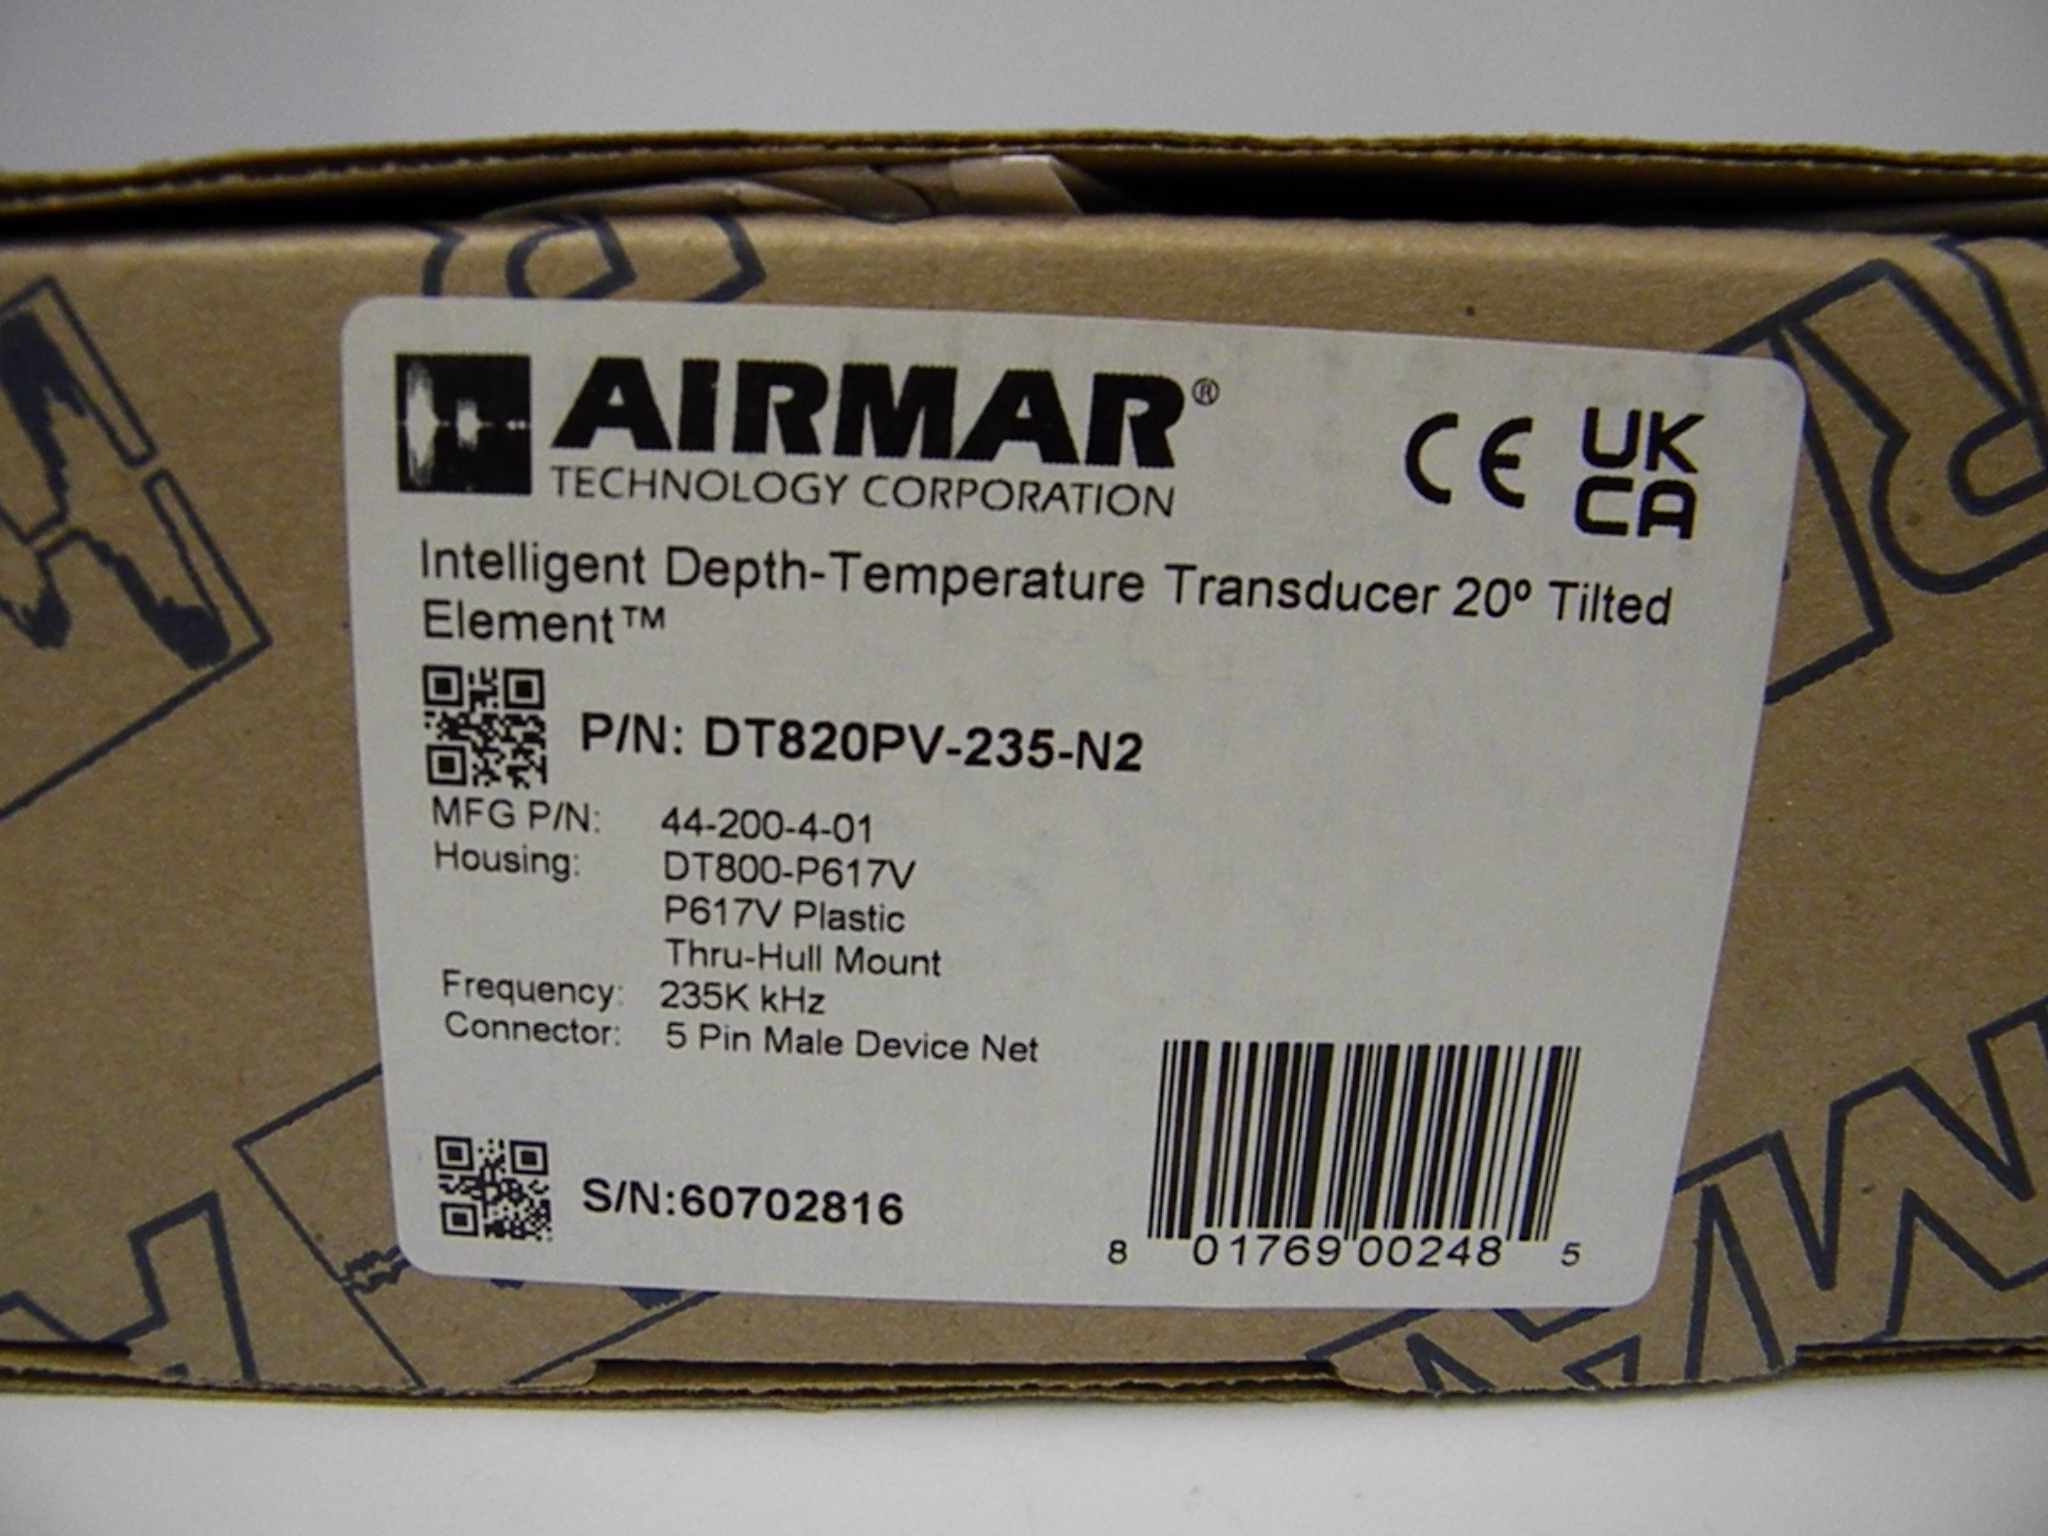 AIRMAR®
TECHNOLOGY CORPORATION
CE UK
CA
Intelligent Depth-Temperature Transducer 20º Tilted
Element™
P/N: DT820PV-235-N2
MFG P/N: 44-200-4-01
Housing: DT800-P617V
P617V Plastic
Thru-Hull Mount
Frequency: 235K kHz
Connector: 5 Pin Male Device Net
S/N:60702816
8 01769 00248 5